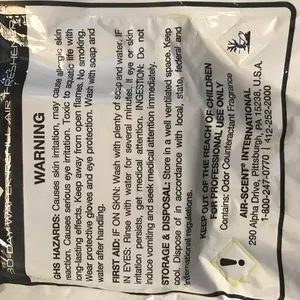 WARNING
GHS HAZARDS: Causes skin irritation, may cause allergic skin
reaction. Causes serious eye irritation. Toxic to aquatic life with
long-lasting effects. Keep away from open flames. No smoking.
Wear protective gloves and eye protection. Wash with soap and
water after handling.
FIRST AID: IF ON SKIN: Wash with plenty of soap and water. IF
IN EYES: Rinse with water for several minutes. If eye or skin
irritation persists, get medical attention. INGESTION: Do not
induce vomiting and seek medical attention immediately.
STORAGE & DISPOSAL: Store in a well ventilated space. Keep
cool. Dispose of in accordance with local, state, federal and
international regulations.
KEEP OUT OF THE REACH OF CHILDREN
FOR PROFESSIONAL USE ONLY
Contains: Odor Counteractant Fragrance
AIR-SCENT INTERNATIONAL
290 Alpha Drive, Pittsburgh, PA 15238, U.S.A.
1-800-247-0770 | 412-252-2000